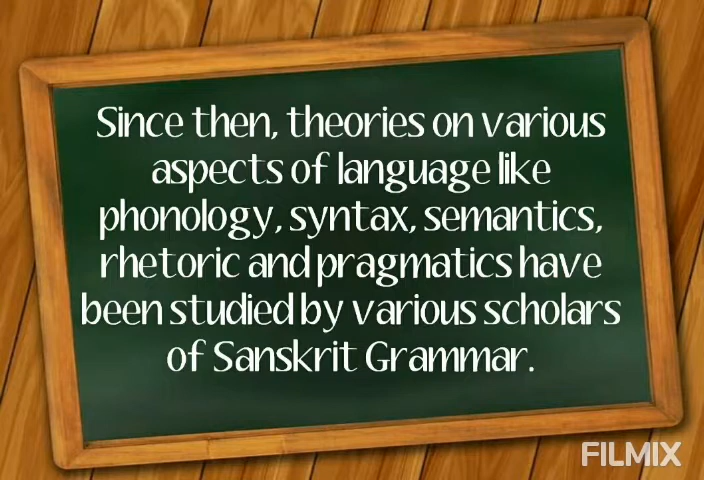 Since then, theories on various
aspects of language like
phonology, syntax, semantics,
rhetoric and pragmatics have
been studied by various scholars
of Sanskrit Grammar.
FILMIX